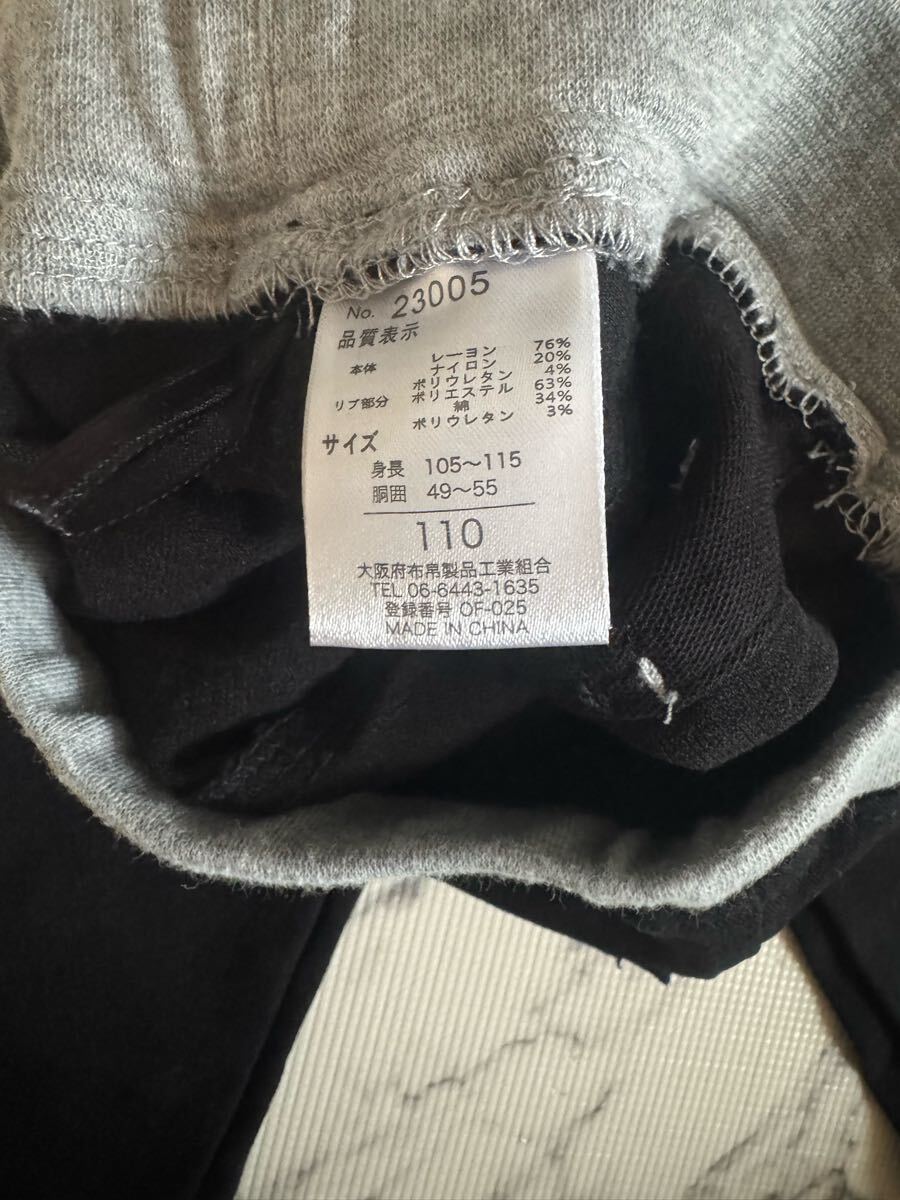 No. 23005
品質表示
本体 レーヨン 76%
ナイロン 20%
ポリウレタン 4%
リブ部分 ポリエステル 63%
綿 34%
ポリウレタン 3%
サイズ
身長 105～115
胴囲 49～55
110
大阪府布帛製品工業組合
TEL 06-6443-1635
登録番号 OF-025
MADE IN CHINA